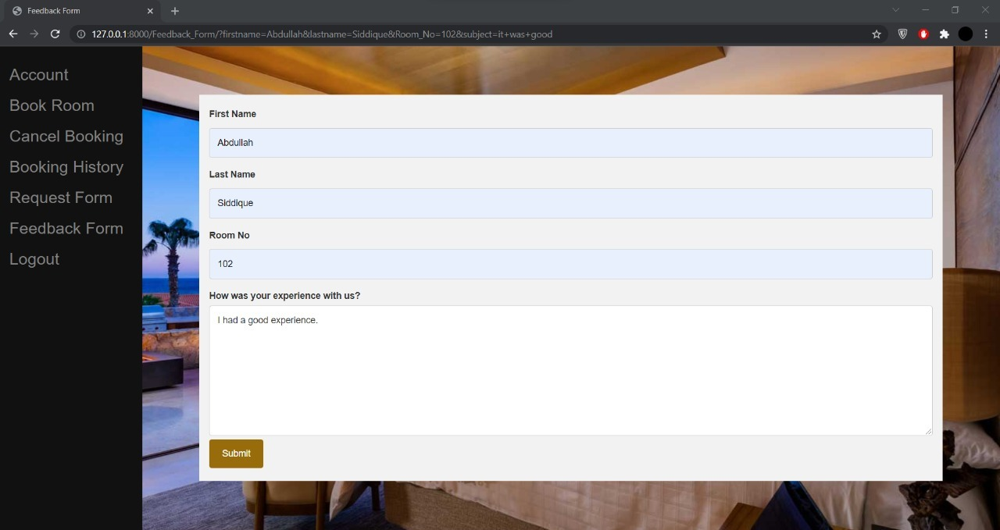 Feedback Form
127.0.0.1:8000/Feedback_Form/?firstname=Abdullah&lastname=Siddique&Room_No=102&subject=it+was+good
Account
Book Room
Cancel Booking
Booking History
Request Form
Feedback Form
Logout
First Name
Abdullah
Last Name
Siddique
Room No
102
How was your experience with us?
I had a good experience.
Submit